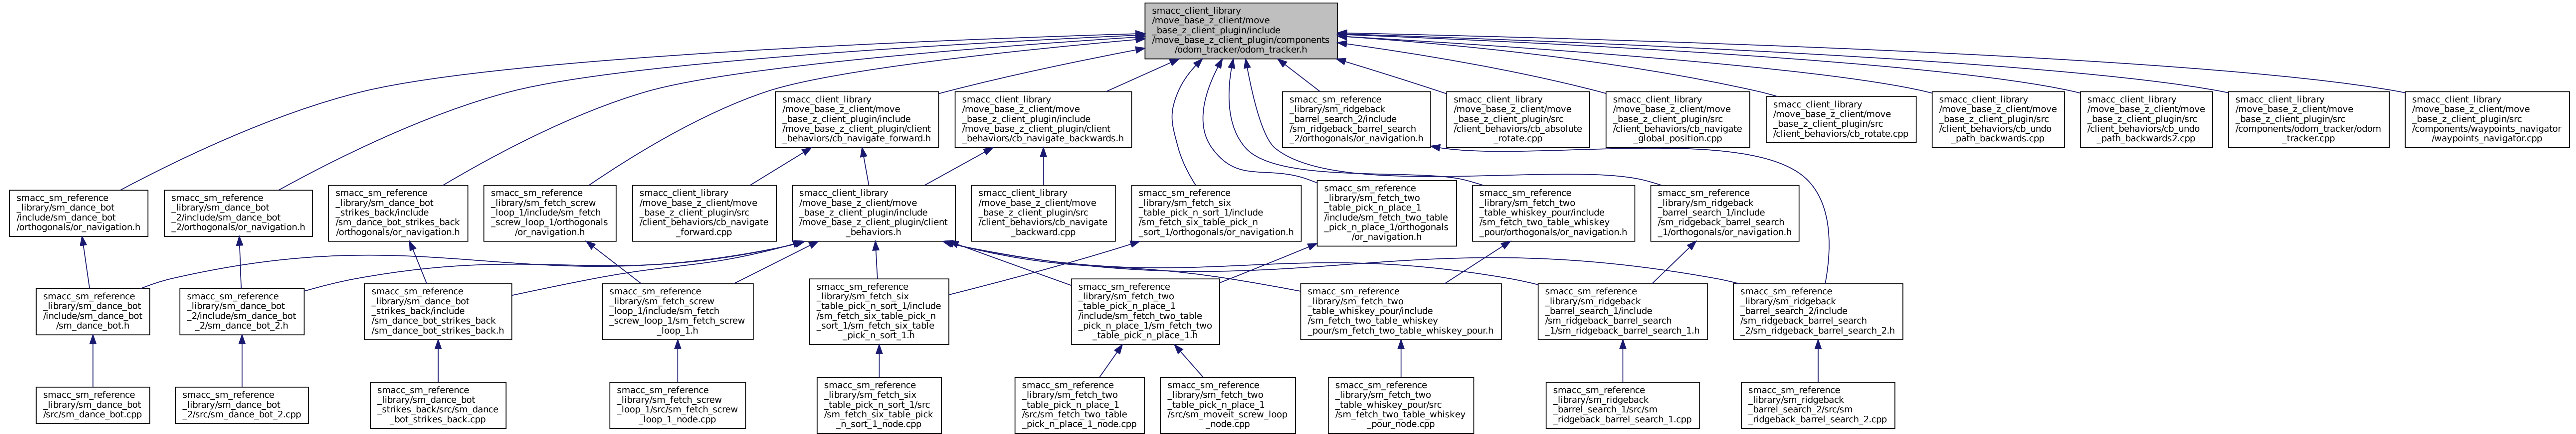 smacc_client_library
/move_base_z_client/move
_base_z_client_plugin/include
/move_base_z_client_plugin/components
/odom_tracker/odom_tracker.h
smacc_client_library
/move_base_z_client/move
_base_z_client_plugin/include
/move_base_z_client_plugin/client
_behaviors/cb_navigate_forward.h
smacc_client_library
/move_base_z_client/move
_base_z_client_plugin/include
/move_base_z_client_plugin/client
_behaviors/cb_navigate_backwards.h
smacc_sm_reference
_library/sm_ridgeback
_barrel_search_2/include
/sm_ridgeback_barrel_search
_2/orthogonals/or_navigation.h
smacc_client_library
/move_base_z_client/move
_base_z_client_plugin/src
/client_behaviors/cb_absolute
_rotate.cpp
smacc_client_library
/move_base_z_client/move
_base_z_client_plugin/src
/client_behaviors/cb_navigate
_global_position.cpp
smacc_client_library
/move_base_z_client/move
_base_z_client_plugin/src
/client_behaviors/cb_rotate.cpp
smacc_client_library
/move_base_z_client/move
_base_z_client_plugin/src
/client_behaviors/cb_undo
_path_backwards.cpp
smacc_client_library
/move_base_z_client/move
_base_z_client_plugin/src
/client_behaviors/cb_undo
_path_backwards2.cpp
smacc_client_library
/move_base_z_client/move
_base_z_client_plugin/src
/components/odom_tracker/odom
_tracker.cpp
smacc_client_library
/move_base_z_client/move
_base_z_client_plugin/src
/components/waypoints_navigator
/waypoints_navigator.cpp
smacc_sm_reference
_library/sm_dance_bot
/include/sm_dance_bot
/orthogonals/or_navigation.h
smacc_sm_reference
_library/sm_dance_bot
_2/include/sm_dance_bot
_2/orthogonals/or_navigation.h
smacc_sm_reference
_library/sm_dance_bot
_strikes_back/include
/sm_dance_bot_strikes_back
/orthogonals/or_navigation.h
smacc_sm_reference
_library/sm_fetch_screw
_loop_1/include/sm_fetch
_screw_loop_1/orthogonals
/or_navigation.h
smacc_client_library
/move_base_z_client/move
_base_z_client_plugin/src
/client_behaviors/cb_navigate
_forward.cpp
smacc_client_library
/move_base_z_client/move
_base_z_client_plugin/include
/move_base_z_client_plugin/client
_behaviors.h
smacc_client_library
/move_base_z_client/move
_base_z_client_plugin/src
/client_behaviors/cb_navigate
_backward.cpp
smacc_sm_reference
_library/sm_fetch_six
_table_pick_n_sort_1/include
/sm_fetch_six_table_pick_n
_sort_1/orthogonals/or_navigation.h
smacc_sm_reference
_library/sm_fetch_two
_table_pick_n_place_1
/include/sm_fetch_two_table
_pick_n_place_1/orthogonals
/or_navigation.h
smacc_sm_reference
_library/sm_fetch_two
_table_whiskey_pour/include
/sm_fetch_two_table_whiskey
_pour/orthogonals/or_navigation.h
smacc_sm_reference
_library/sm_ridgeback
_barrel_search_1/include
/sm_ridgeback_barrel_search
_1/orthogonals/or_navigation.h
smacc_sm_reference
_library/sm_dance_bot
/include/sm_dance_bot
/sm_dance_bot.h
smacc_sm_reference
_library/sm_dance_bot
_2/include/sm_dance_bot
_2/sm_dance_bot_2.h
smacc_sm_reference
_library/sm_dance_bot
_strikes_back/include
/sm_dance_bot_strikes_back
/sm_dance_bot_strikes_back.h
smacc_sm_reference
_library/sm_fetch_screw
_loop_1/include/sm_fetch
_screw_loop_1/sm_fetch_screw
_loop_1.h
smacc_sm_reference
_library/sm_fetch_six
_table_pick_n_sort_1/include
/sm_fetch_six_table_pick_n
_sort_1/sm_fetch_six_table
_pick_n_sort_1.h
smacc_sm_reference
_library/sm_fetch_two
_table_pick_n_place_1
/include/sm_fetch_two_table
_pick_n_place_1/sm_fetch_two
_table_pick_n_place_1.h
smacc_sm_reference
_library/sm_fetch_two
_table_whiskey_pour/include
/sm_fetch_two_table_whiskey
_pour/sm_fetch_two_table_whiskey_pour.h
smacc_sm_reference
_library/sm_ridgeback
_barrel_search_1/include
/sm_ridgeback_barrel_search
_1/sm_ridgeback_barrel_search_1.h
smacc_sm_reference
_library/sm_ridgeback
_barrel_search_2/include
/sm_ridgeback_barrel_search
_2/sm_ridgeback_barrel_search_2.h
smacc_sm_reference
_library/sm_dance_bot
/src/sm_dance_bot.cpp
smacc_sm_reference
_library/sm_dance_bot
_2/src/sm_dance_bot_2.cpp
smacc_sm_reference
_library/sm_dance_bot
_strikes_back/src/sm_dance
_bot_strikes_back.cpp
smacc_sm_reference
_library/sm_fetch_screw
_loop_1/src/sm_fetch_screw
_loop_1_node.cpp
smacc_sm_reference
_library/sm_fetch_six
_table_pick_n_sort_1/src
/sm_fetch_six_table_pick
_n_sort_1_node.cpp
smacc_sm_reference
_library/sm_fetch_two
_table_pick_n_place_1
/src/sm_fetch_two_table
_pick_n_place_1_node.cpp
smacc_sm_reference
_library/sm_fetch_two
_table_pick_n_place_1
/src/sm_moveit_screw_loop
_node.cpp
smacc_sm_reference
_library/sm_fetch_two
_table_whiskey_pour/src
/sm_fetch_two_table_whiskey
_pour_node.cpp
smacc_sm_reference
_library/sm_ridgeback
_barrel_search_1/src/sm
_ridgeback_barrel_search_1.cpp
smacc_sm_reference
_library/sm_ridgeback
_barrel_search_2/src/sm
_ridgeback_barrel_search_2.cpp